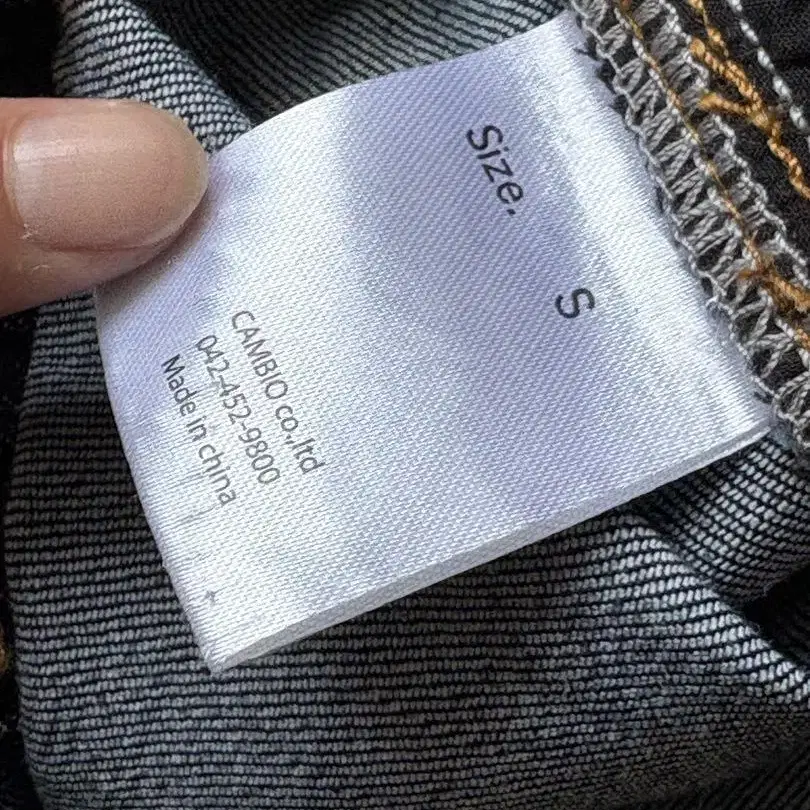 Size.
S
CAMBIO co.,ltd
042-452-9800
Made in china